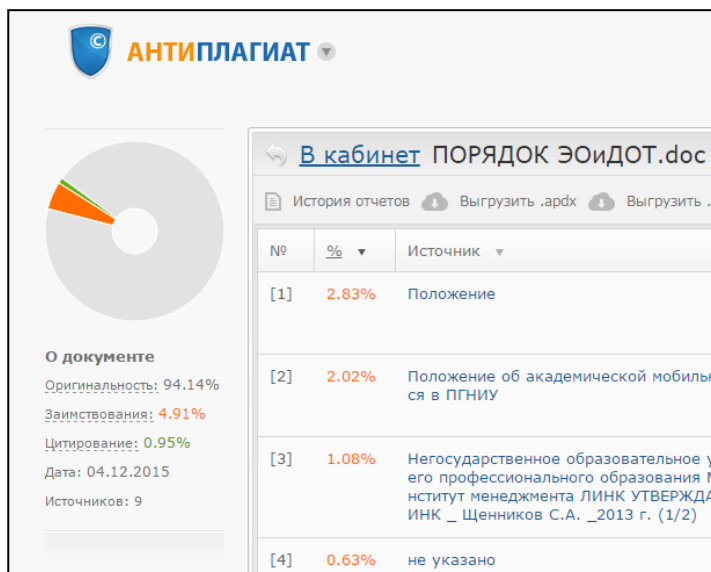 ©
АНТИПЛАГИАТ
В кабинет ПОРЯДОК ЭОиДОТ.doc
История отчетов Выгрузить .apdx Выгрузить .
№ % Источник
[1] 2.83% Положение
[2] 2.02% Положение об академической мобиль
ся в ПГНИУ
[3] 1.08% Негосударственное образовательное
его профессионального образования
нститут менеджмента ЛИНК УТВЕРЖДА
ИНК _ Щенников С.А. _2013 г. (1/2)
[4] 0.63% не указано
О документе
Оригинальность: 94.14%
Заимствования: 4.91%
Цитирование: 0.95%
Дата: 04.12.2015
Источников: 9